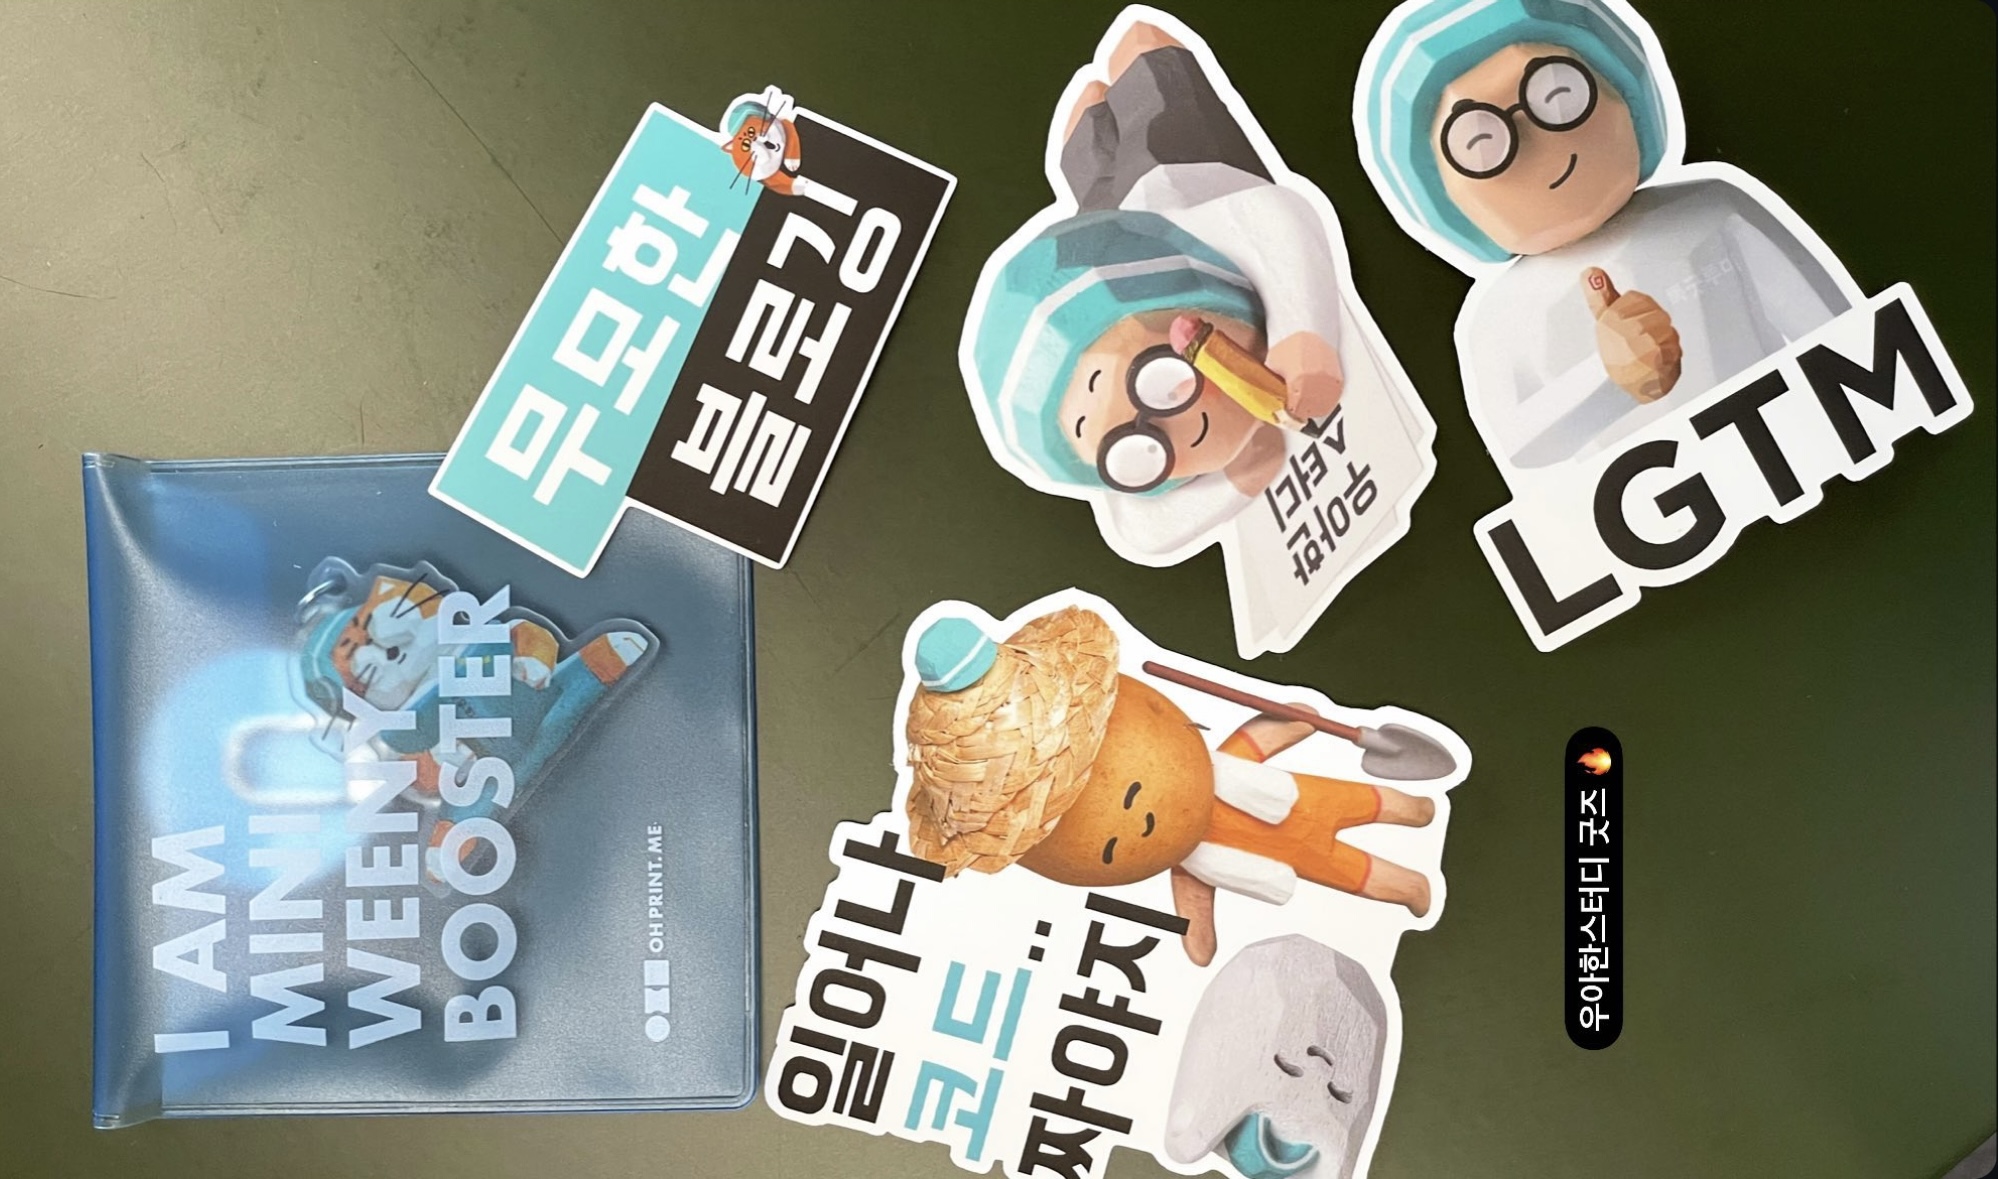 무모한
블로깅
우아한
스터디
LGTM
I AM
MINI
WEENY
BOOSTER
OHPRINT.ME
일어나
코드..
짜야지
우아한스터디 굿즈 🔥